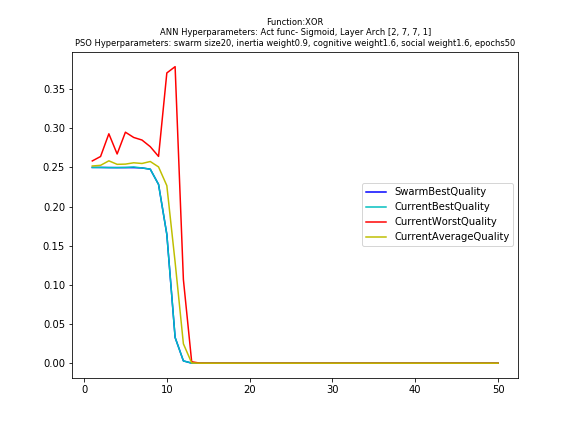 Function:XOR
ANN Hyperparameters: Act func- Sigmoid, Layer Arch [2, 7, 7, 1]
PSO Hyperparameters: swarm size20, inertia weight0.9, cognitive weight1.6, social weight1.6, epochs50
0.35
0.30
0.25
0.20
0.15
0.10
0.05
0.00
SwarmBestQuality
CurrentBestQuality
CurrentWorstQuality
CurrentAverageQuality
0 10 20 30 40 50